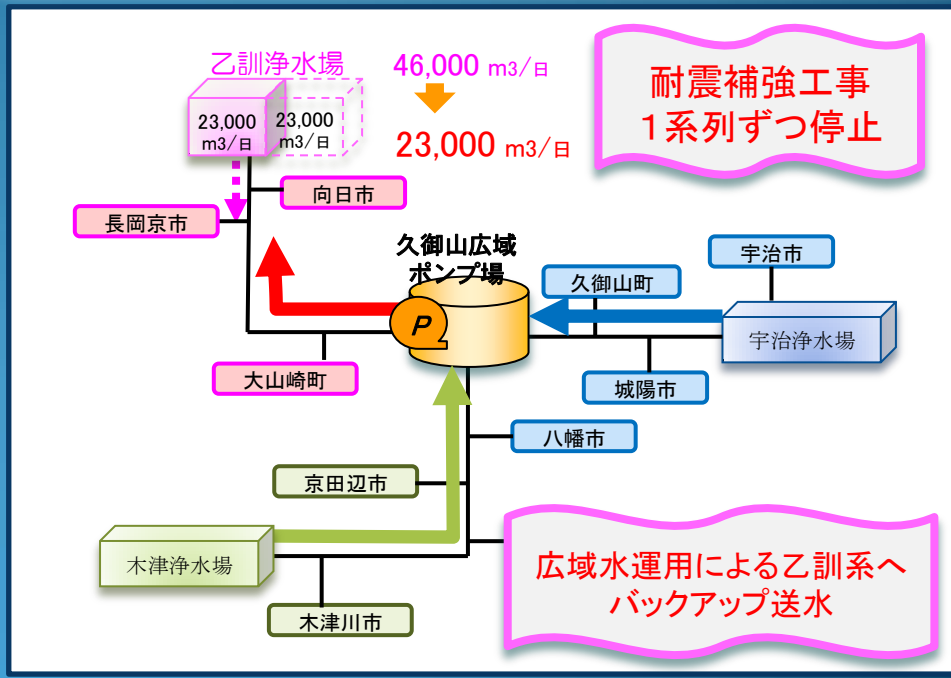 乙訓浄水場
46,000 m3/日
23,000 m3/日
23,000
m3/日
23,000
m3/日
耐震補強工事
1系列ずつ停止
向日市
長岡京市
久御山広域
ポンプ場
P
宇治市
久御山町
宇治浄水場
大山崎町
城陽市
八幡市
京田辺市
木津浄水場
木津川市
広域水運用による乙訓系へ
バックアップ送水